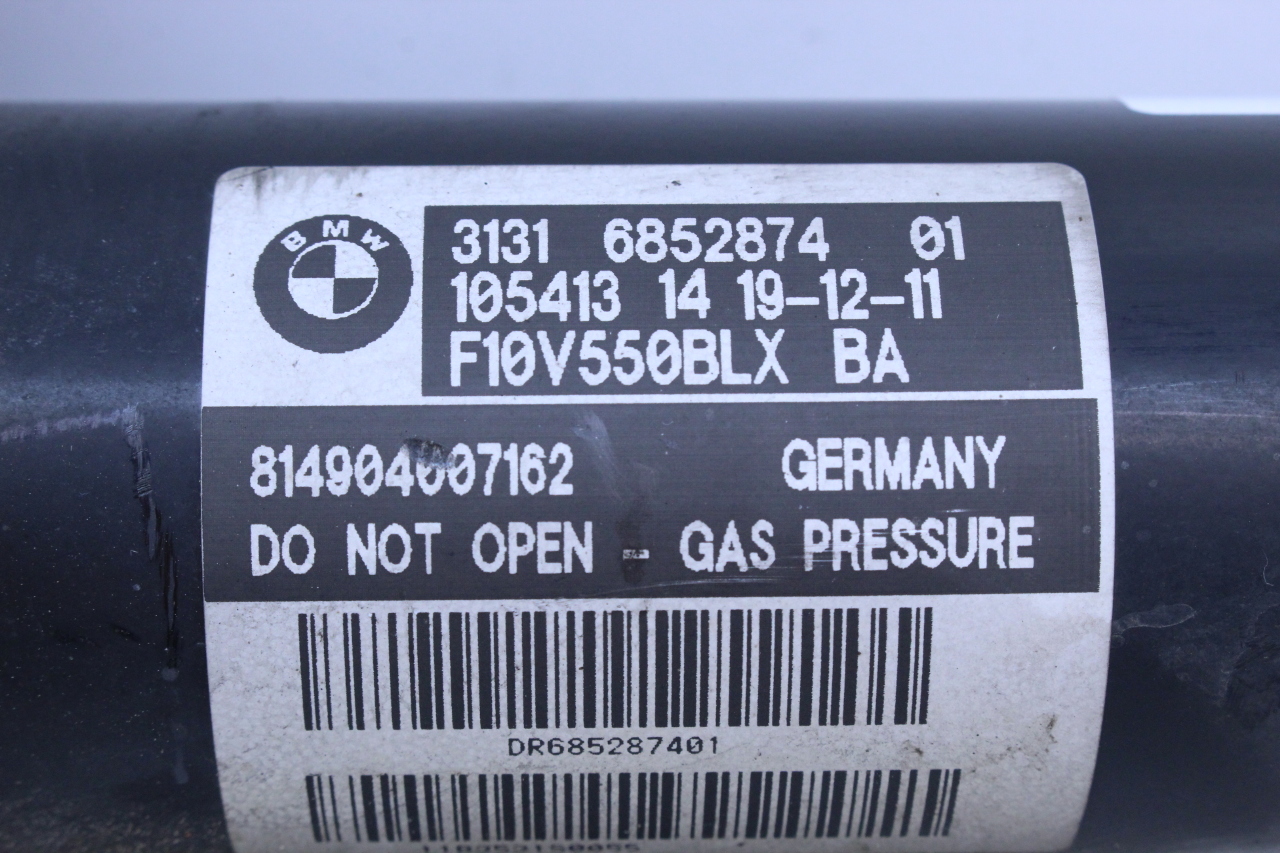 BMW
3131 6852874 01
105413 14 19-12-11
F10V550BLX BA
814904007162 GERMANY
DO NOT OPEN - GAS PRESSURE
DR685287401